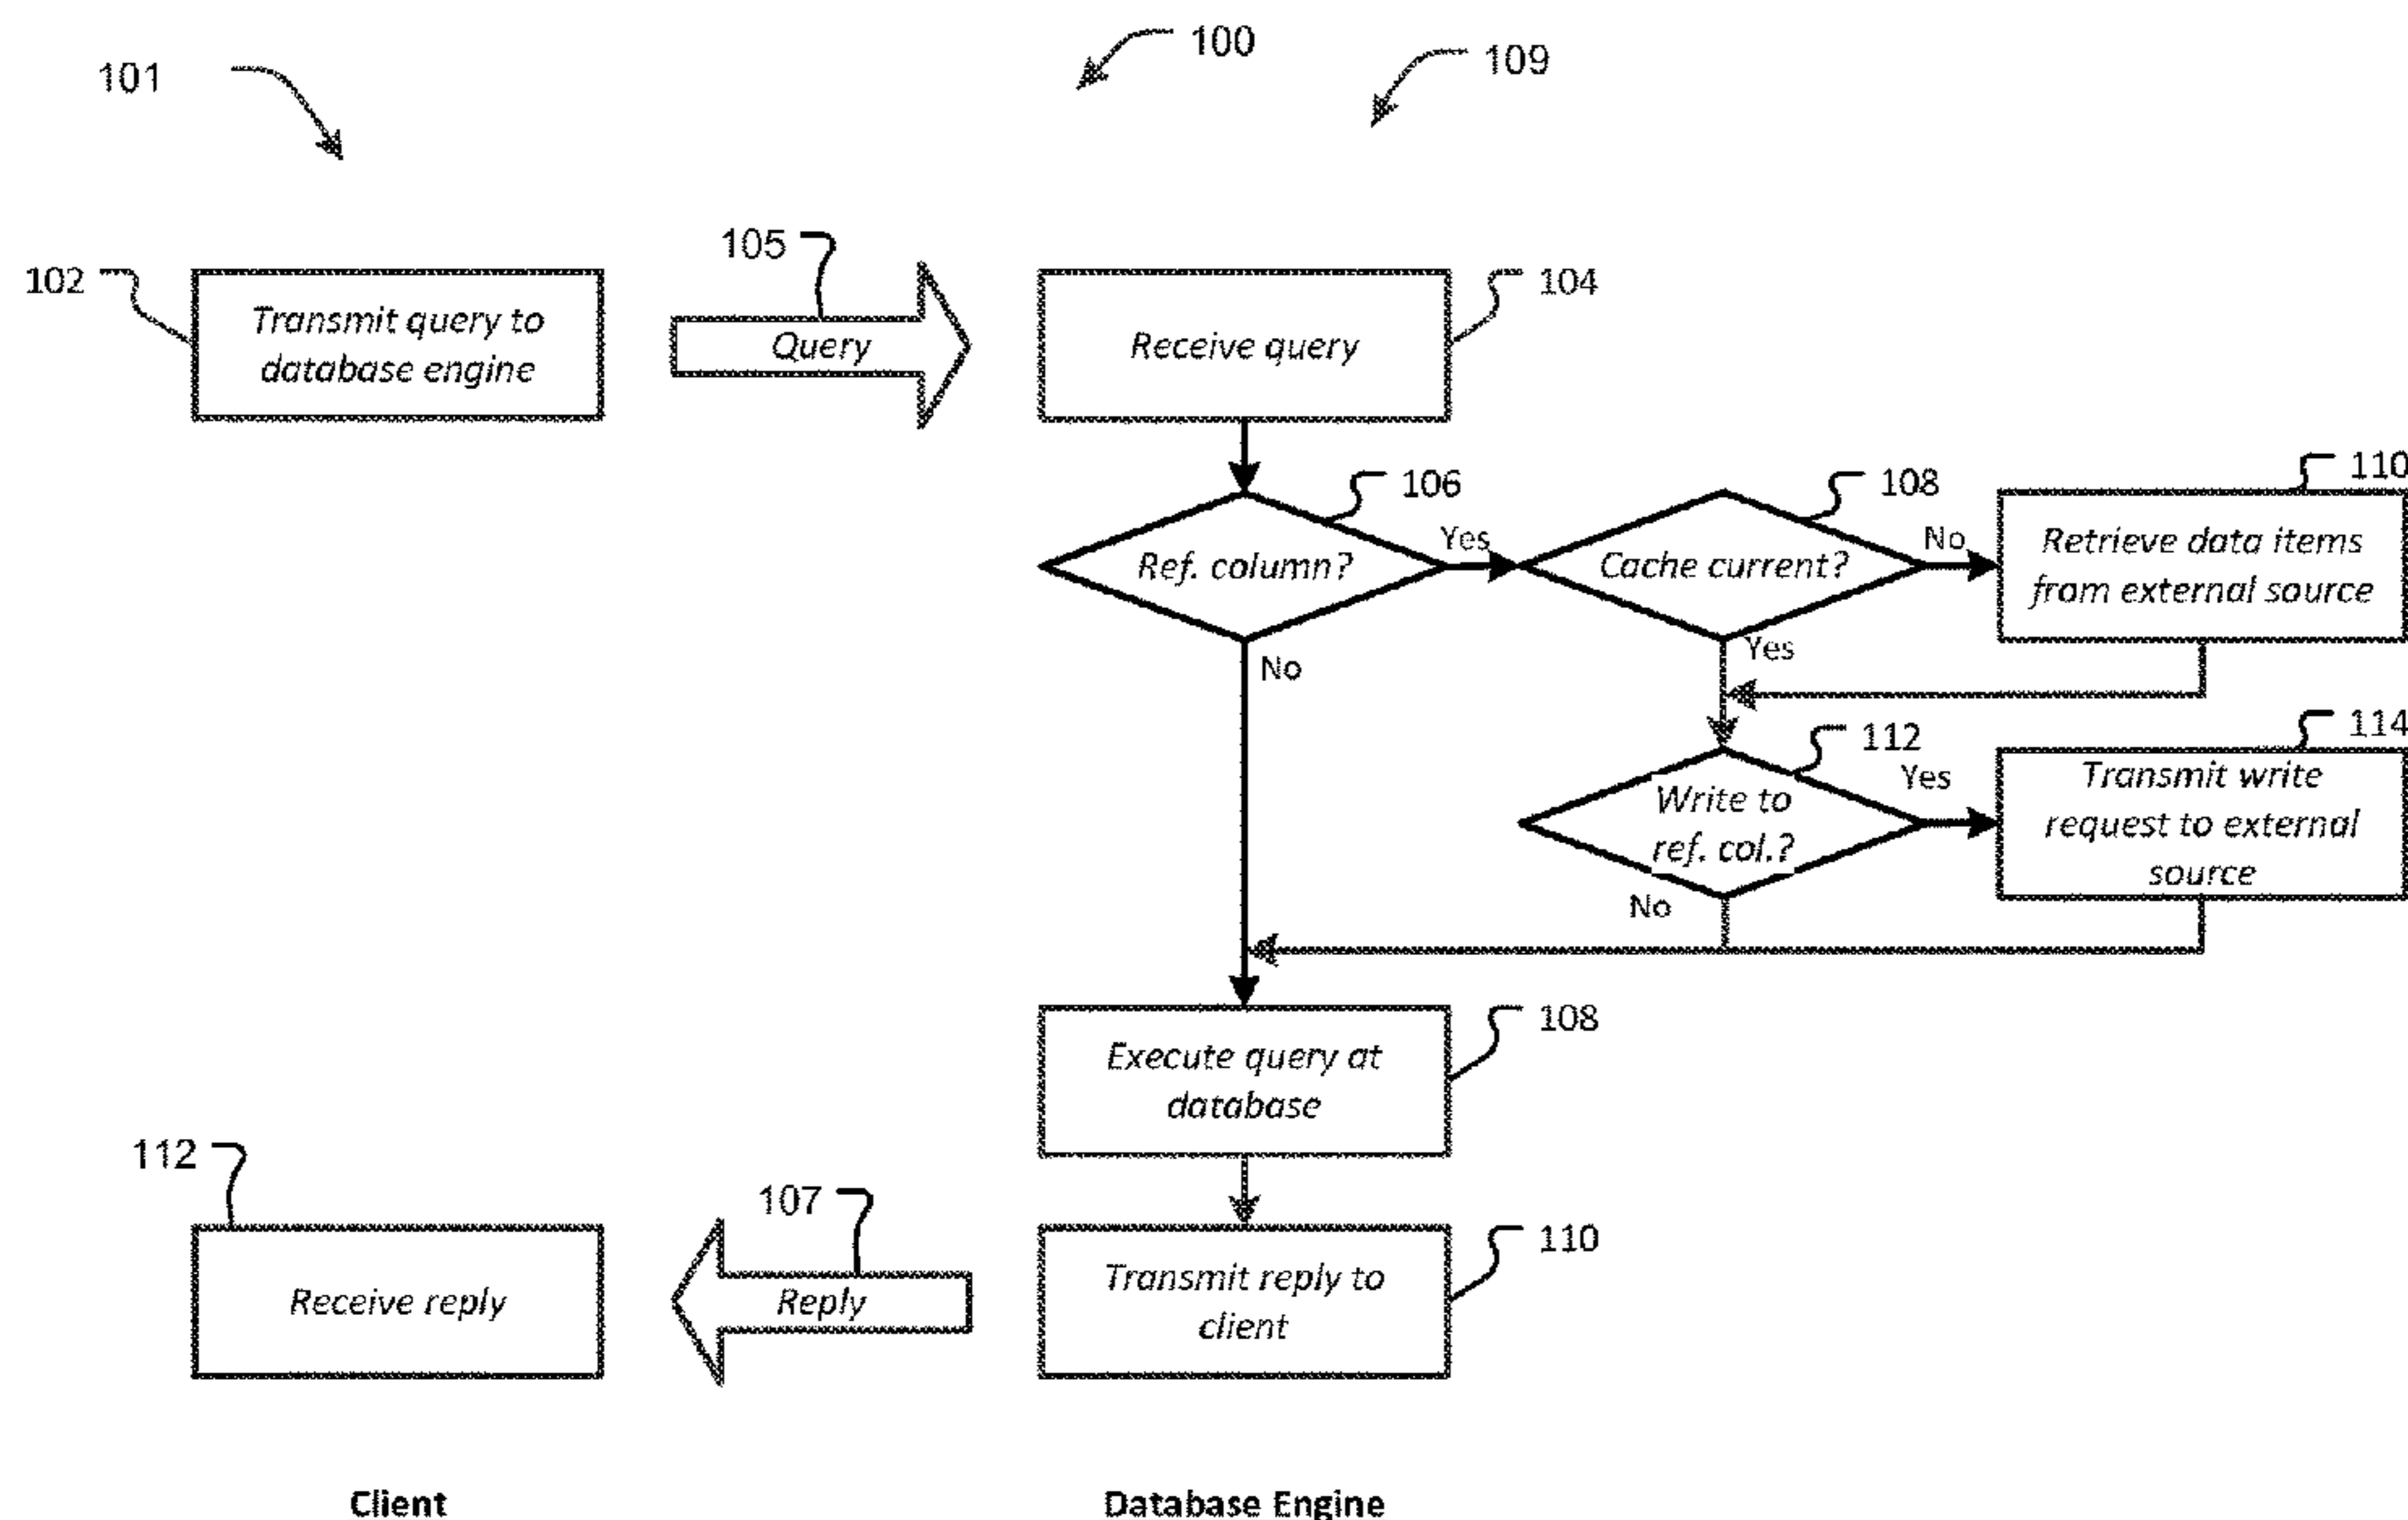 100
109
101
105
102
Transmit query to
database engine
Query
Receive query
104
106
108
110
Ref. column?
Yes
Cache current?
No
Retrieve data items
from external source
No
Yes
112
114
Write to
ref. col.?
Yes
Transmit write
request to external
source
No
Execute query at
database
108
112
107
110
Receive reply
Reply
Transmit reply to
client
Client
Database Engine